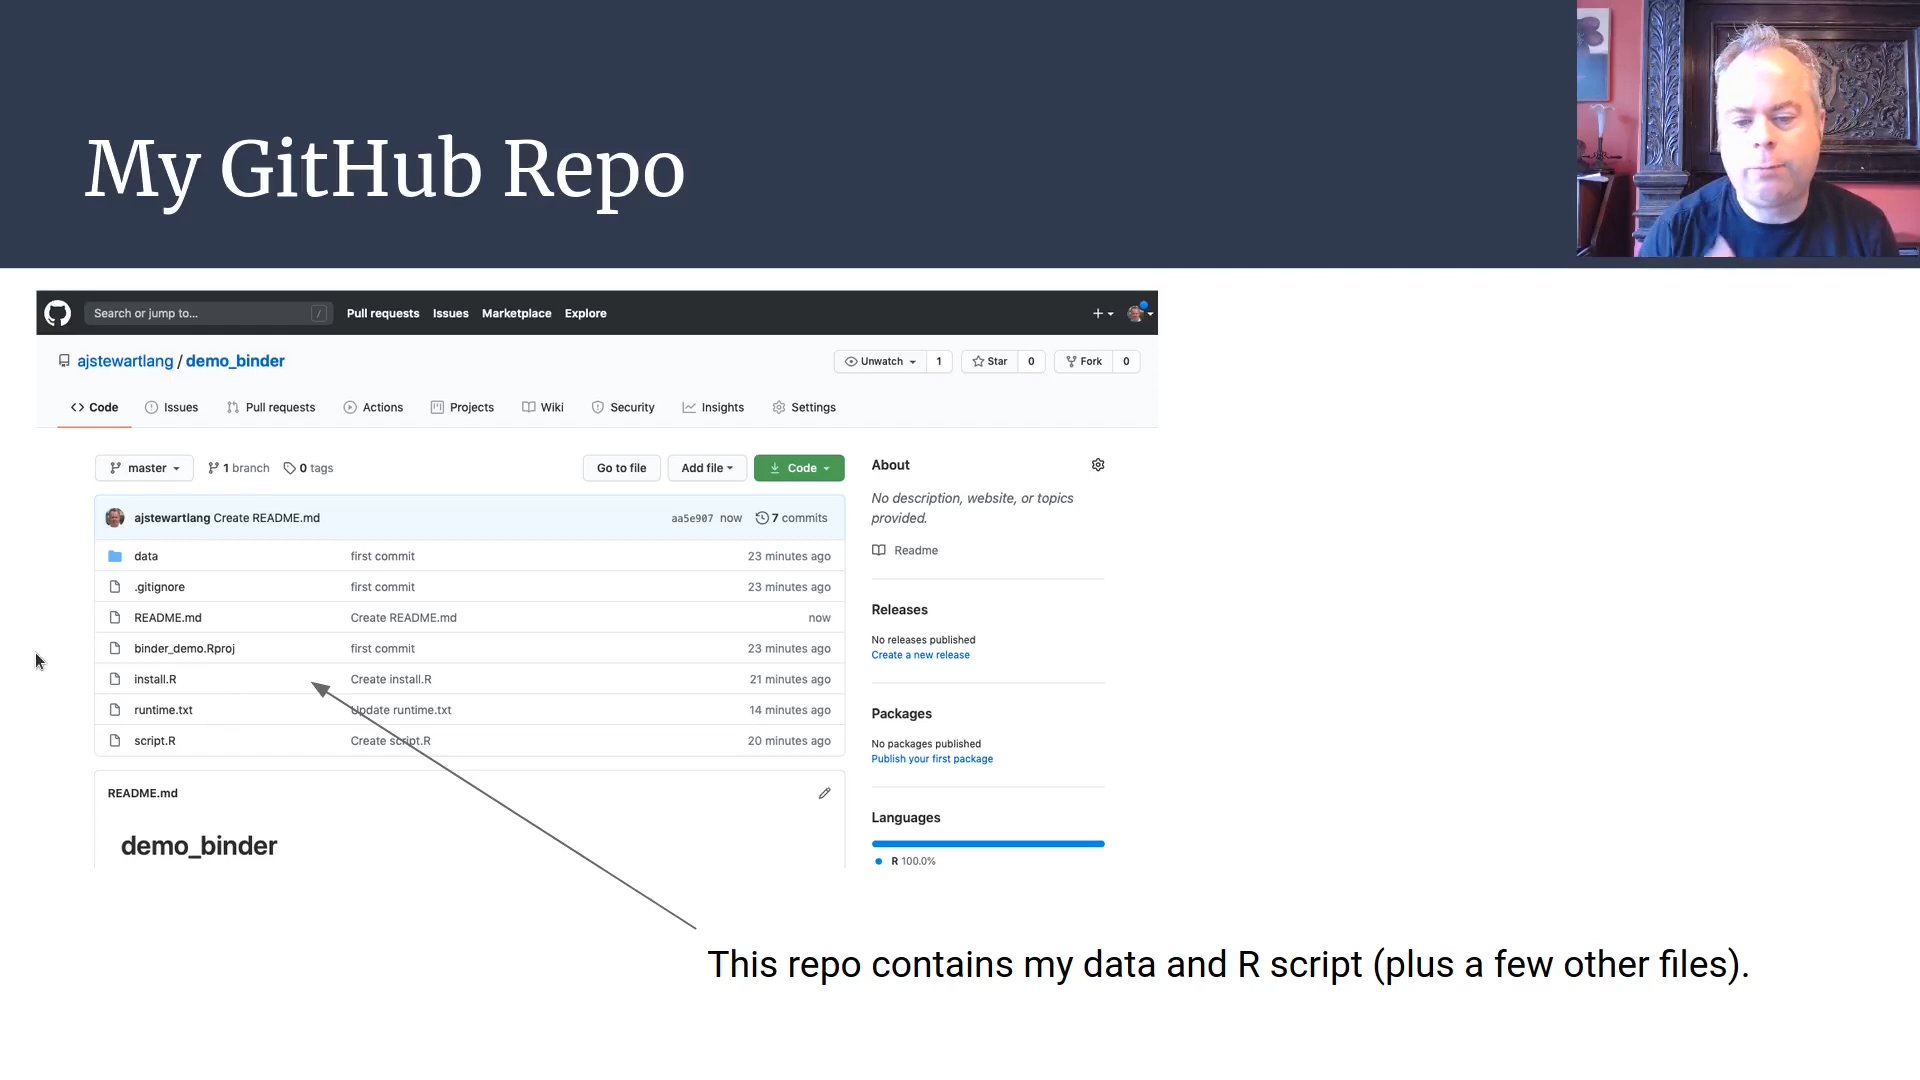 My GitHub Repo
Search or jump to... /
Pull requests Issues Marketplace Explore
ajstewartlang / demo_binder
Unwatch 1 Star 0 Fork 0
Code Issues Pull requests Actions Projects Wiki Security Insights Settings
master 1 branch 0 tags Go to file Add file Code
ajstewartlang Create README.md aa5e907 now 7 commits
data first commit 23 minutes ago
.gitignore first commit 23 minutes ago
README.md Create README.md now
binder_demo.Rproj first commit 23 minutes ago
install.R Create install.R 21 minutes ago
runtime.txt Update runtime.txt 14 minutes ago
script.R Create script.R 20 minutes ago
README.md
demo_binder
About
No description, website, or topics
provided.
Readme
Releases
No releases published
Create a new release
Packages
No packages published
Publish your first package
Languages
R 100.0%
This repo contains my data and R script (plus a few other files).